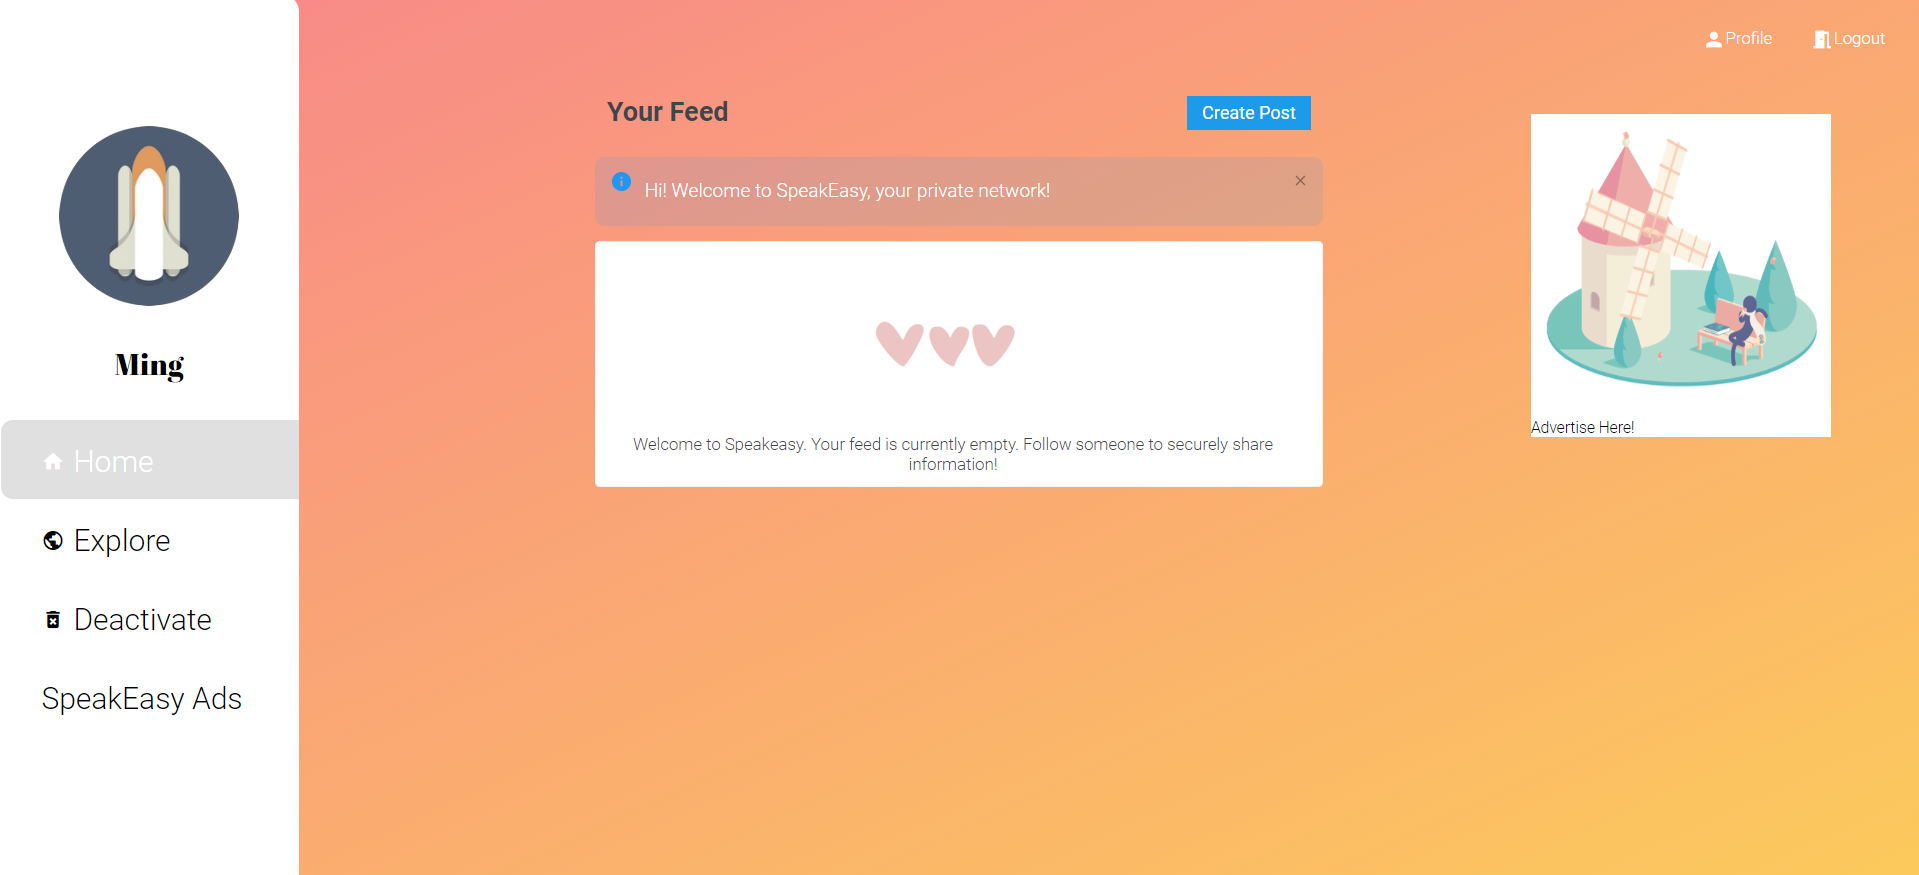 Profile
Logout
Your Feed
Create Post
Hi! Welcome to SpeakEasy, your private network!
Welcome to Speakeasy. Your feed is currently empty. Follow someone to securely share
information!
Advertise Here!
Ming
Home
Explore
Deactivate
SpeakEasy Ads